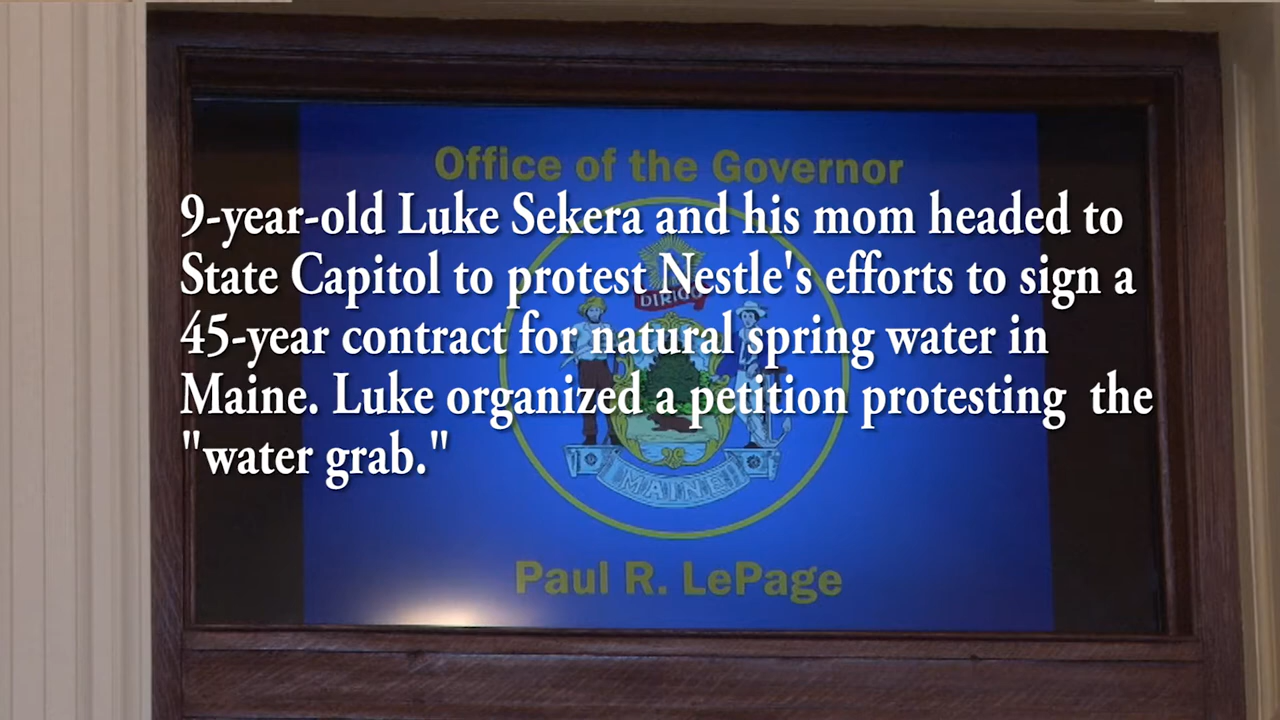 Office of the Governor
9-year-old Luke Sekera and his mom headed to
State Capitol to protest Nestle's efforts to sign a
45-year contract for natural spring water in
Maine. Luke organized a petition protesting  the
"water grab."
DIRIGO
MAINE
Paul R. LePage